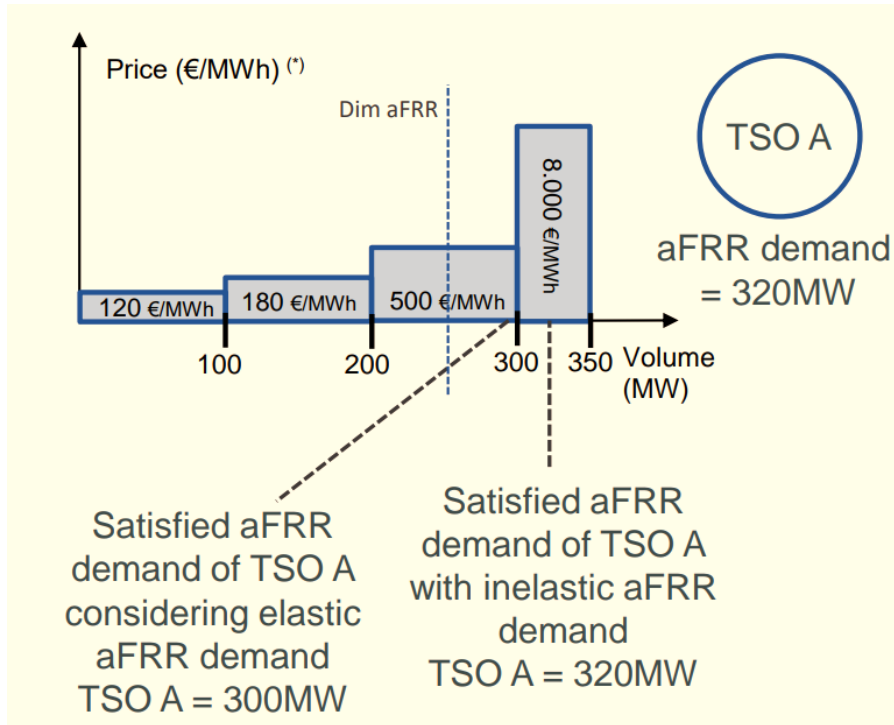 Price (€/MWh) (*)
Dim aFRR
TSO A
aFRR demand
= 320MW
120 €/MWh
180 €/MWh
500 €/MWh
8.000 €/MWh
100
200
300
350
Volume
(MW)
Satisfied aFRR
demand of TSO A
considering elastic
aFRR demand
TSO A = 300MW
Satisfied aFRR
demand of TSO A
with inelastic aFRR
demand
TSO A = 320MW